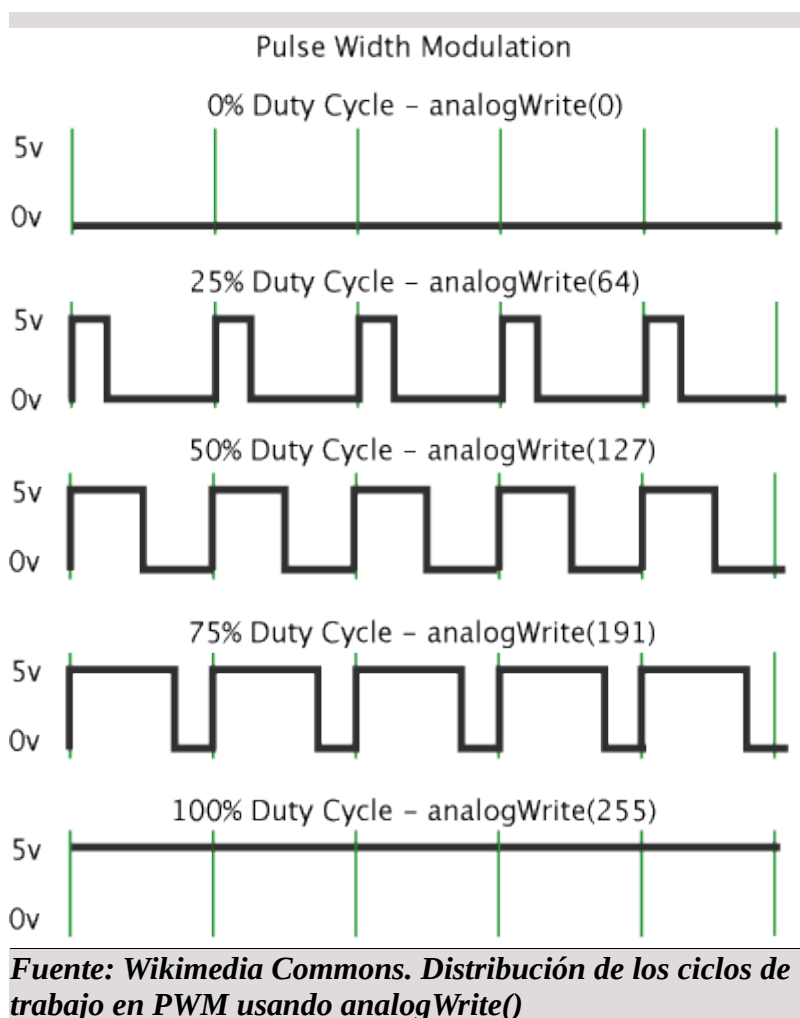 Pulse Width Modulation
0% Duty Cycle – analogWrite(0)
5v
0v
25% Duty Cycle – analogWrite(64)
5v
0v
50% Duty Cycle – analogWrite(127)
5v
0v
75% Duty Cycle – analogWrite(191)
5v
0v
100% Duty Cycle – analogWrite(255)
5v
0v
Fuente: Wikimedia Commons. Distribución de los ciclos de
trabajo en PWM usando analogWrite()